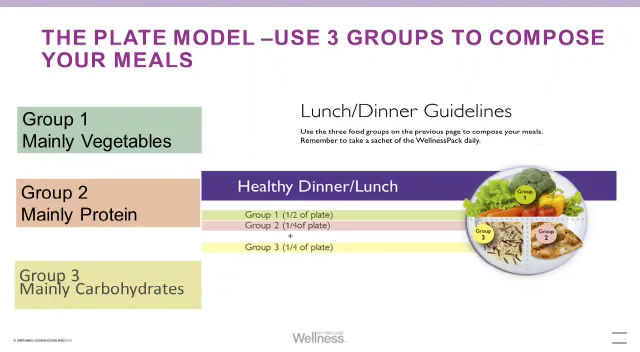 THE PLATE MODEL –USE 3 GROUPS TO COMPOSE
YOUR MEALS
Group 1
Mainly Vegetables
Lunch/Dinner Guidelines
Use the three food groups on the previous page to compose your meals.
Remember to take a sachet of the WellnessPack daily.
Group 2
Mainly Protein
Healthy Dinner/Lunch
Group 1 (1/2 of plate)
Group 2 (1/4of plate)
+
Group 3 (1/4 of plate)
Group
1
Group
3
Group
2
Group 3
Mainly Carbohydrates
Wellness